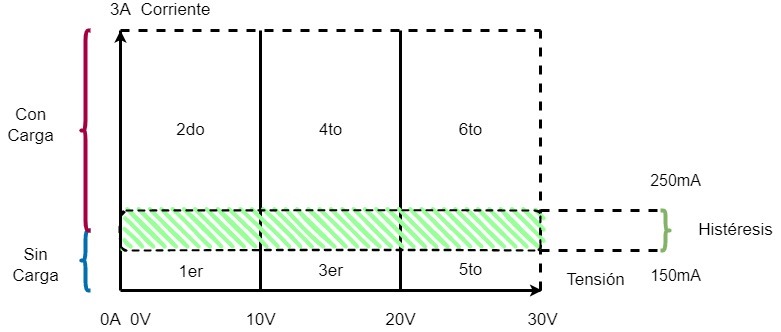 3A Corriente
Con
Carga
2do
4to
6to
250mA
Histéresis
Sin
Carga
1er
3er
5to
Tensión
150mA
0A 0V
10V
20V
30V